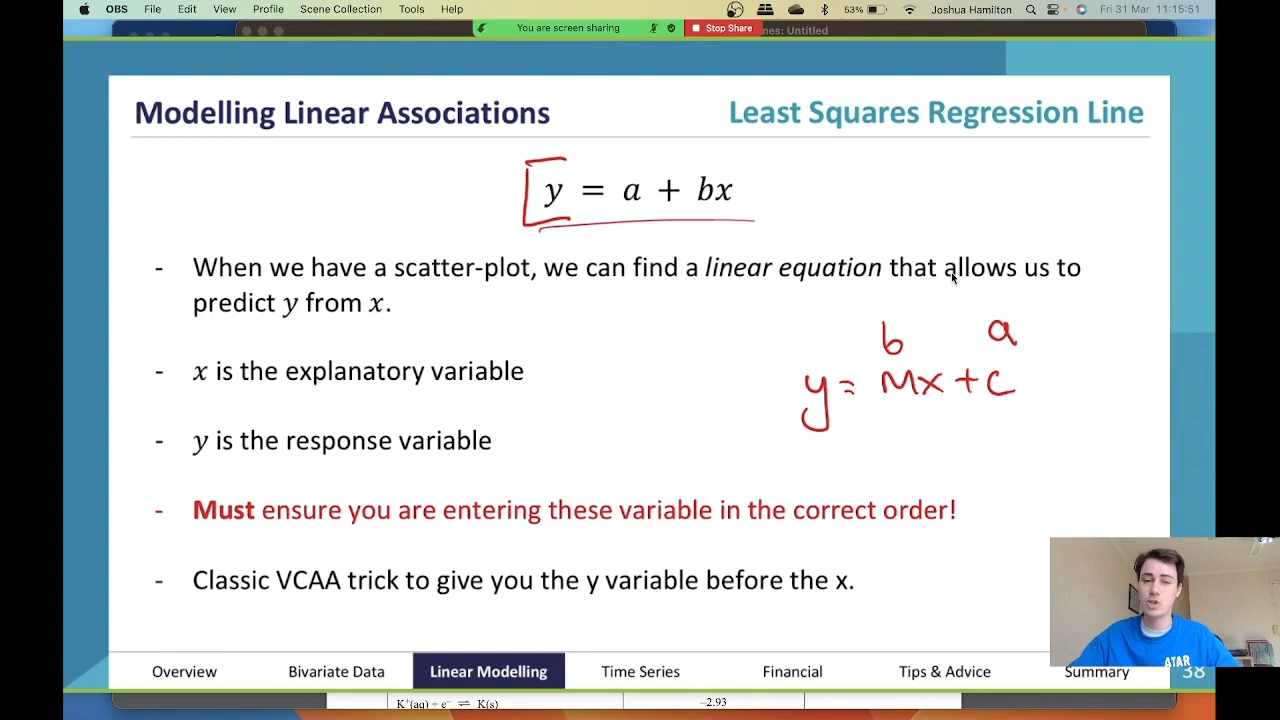 OBS File Edit View Profile Scene Collection Tools Help 53% Joshua Hamilton Fri 31 Mar 11:15:51
You are screen sharing Stop Share nes: Untitled
Modelling Linear Associations Least Squares Regression Line
y = a + bx
- When we have a scatter-plot, we can find a linear equation that allows us to
predict y from x.
b a
y = mx + c
- x is the explanatory variable
- y is the response variable
- Must ensure you are entering these variable in the correct order!
- Classic VCAA trick to give you the y variable before the x.
ATAR
Overview Bivariate Data Linear Modelling Time Series Financial Tips & Advice Summary 38
K⁺(aq) + e⁻ ⇌ K(s) −2.93